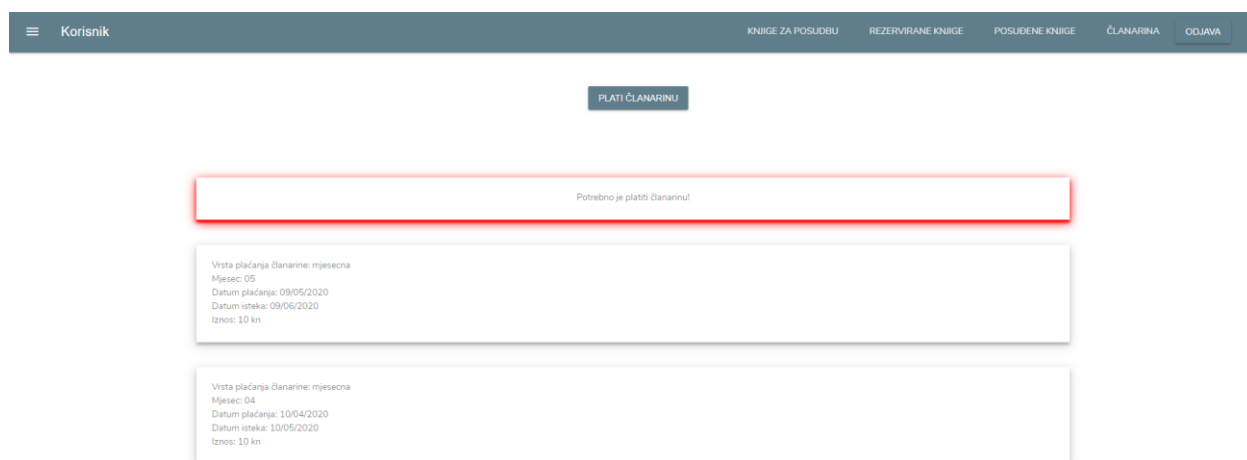 Korisnik
KNJIGE ZA POSUDBU
REZERVIRANE KNJIGE
POSUĐENE KNJIGE
ČLANARINA
ODJAVA
PLATI ČLANARINU
Potrebno je platiti članarinu!
Vrsta plaćanja članarine: mjesecna
Mjesec: 05
Datum plaćanja: 09/05/2020
Datum isteka: 09/06/2020
Iznos: 10 kn
Vrsta plaćanja članarine: mjesecna
Mjesec: 04
Datum plaćanja: 10/04/2020
Datum isteka: 10/05/2020
Iznos: 10 kn